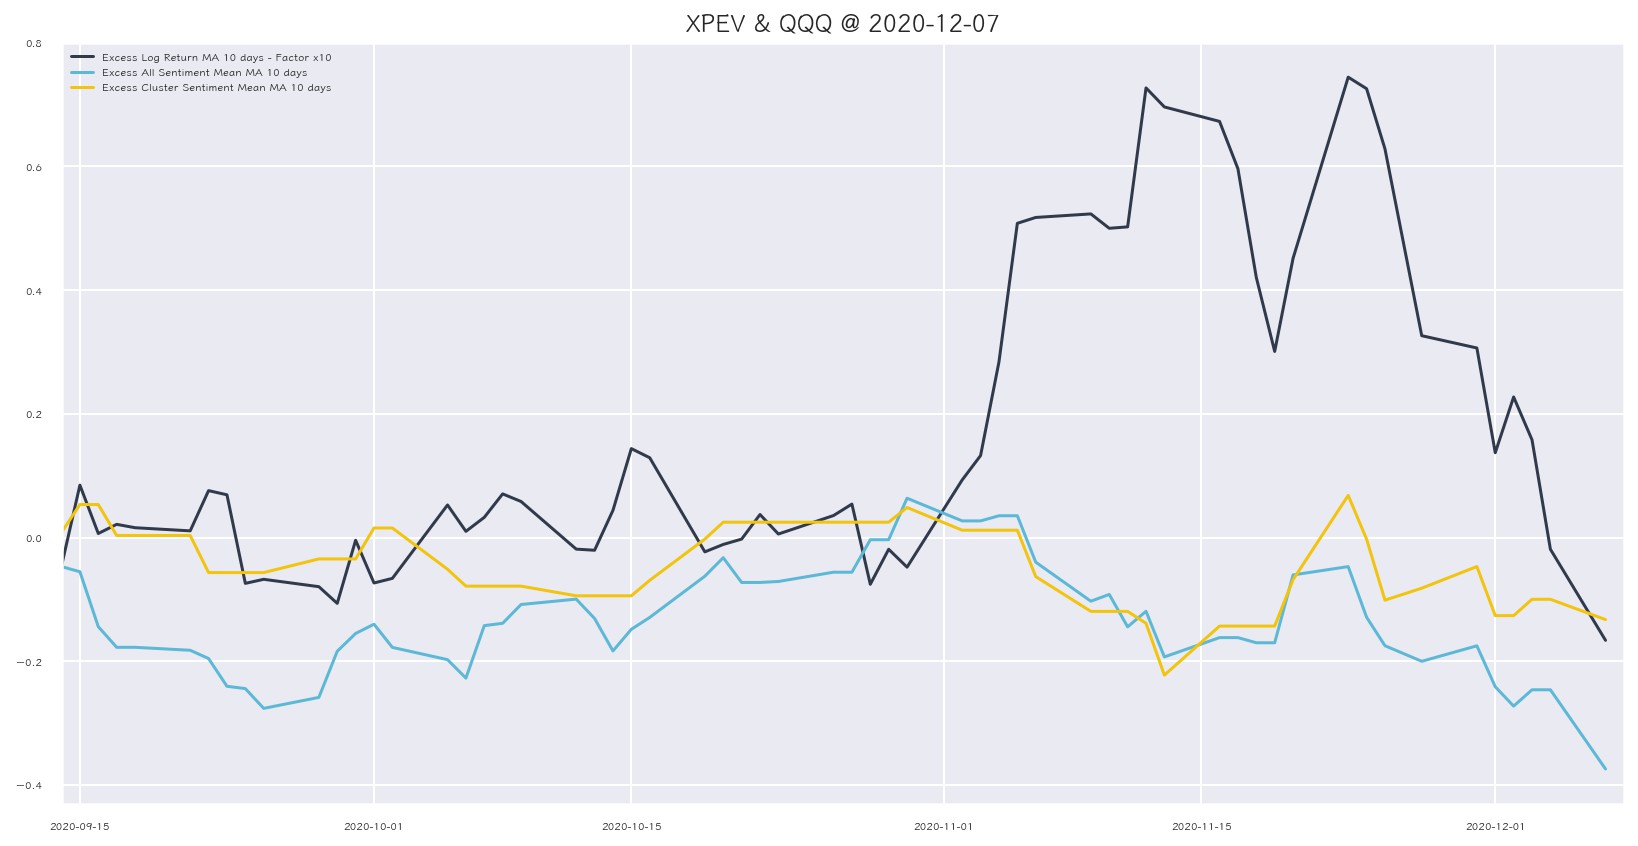 XPEV & QQQ @ 2020-12-07
Excess Log Return MA 10 days - Factor x10
Excess All Sentiment Mean MA 10 days
Excess Cluster Sentiment Mean MA 10 days
0.8
0.6
0.4
0.2
0.0
−0.2
−0.4
2020-09-15 2020-10-01 2020-10-15 2020-11-01 2020-11-15 2020-12-01